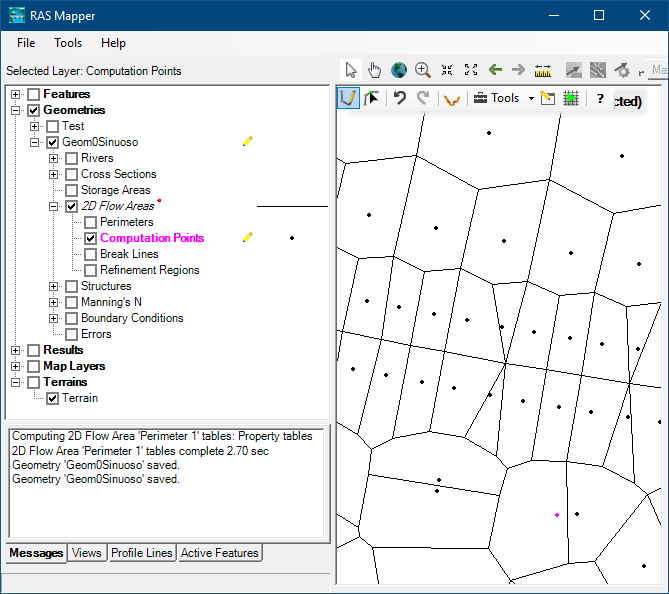 RAS Mapper
File Tools Help
Selected Layer: Computation Points
Features
Geometries
Test
Geom0Sinuoso
Rivers
Cross Sections
Storage Areas
2D Flow Areas
Perimeters
Computation Points
Break Lines
Refinement Regions
Structures
Manning's N
Boundary Conditions
Errors
Results
Map Layers
Terrains
Terrain
Computing 2D Flow Area 'Perimeter 1' tables: Property tables
2D Flow Area 'Perimeter 1' tables complete 2.70 sec
Geometry 'Geom0Sinuoso' saved.
Geometry 'Geom0Sinuoso' saved.
Messages Views Profile Lines Active Features
Ma
Tools ? cted)